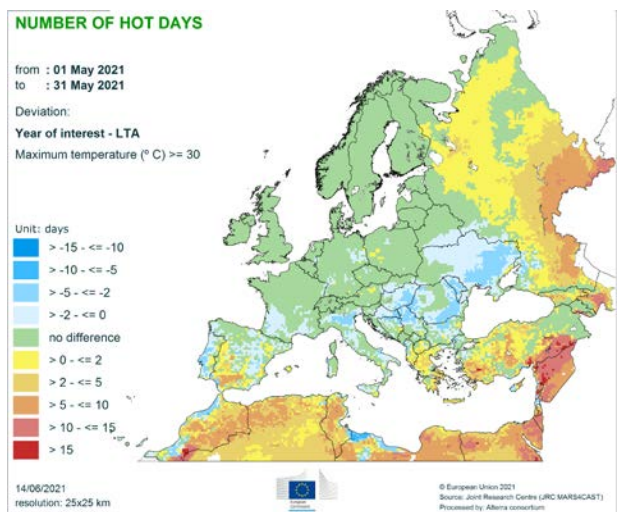 NUMBER OF HOT DAYS
from : 01 May 2021
to : 31 May 2021
Deviation:
Year of interest - LTA
Maximum temperature (º C) >= 30
Unit: days
> -15 - <= -10
> -10 - <= -5
> -5 - <= -2
> -2 - <= 0
no difference
> 0 - <= 2
> 2 - <= 5
> 5 - <= 10
> 10 - <= 15
> 15
14/06/2021
resolution: 25x25 km
European
Commission
© European Union 2021
Source: Joint Research Centre (JRC MARS4CAST)
Processed by: Alterra consortium